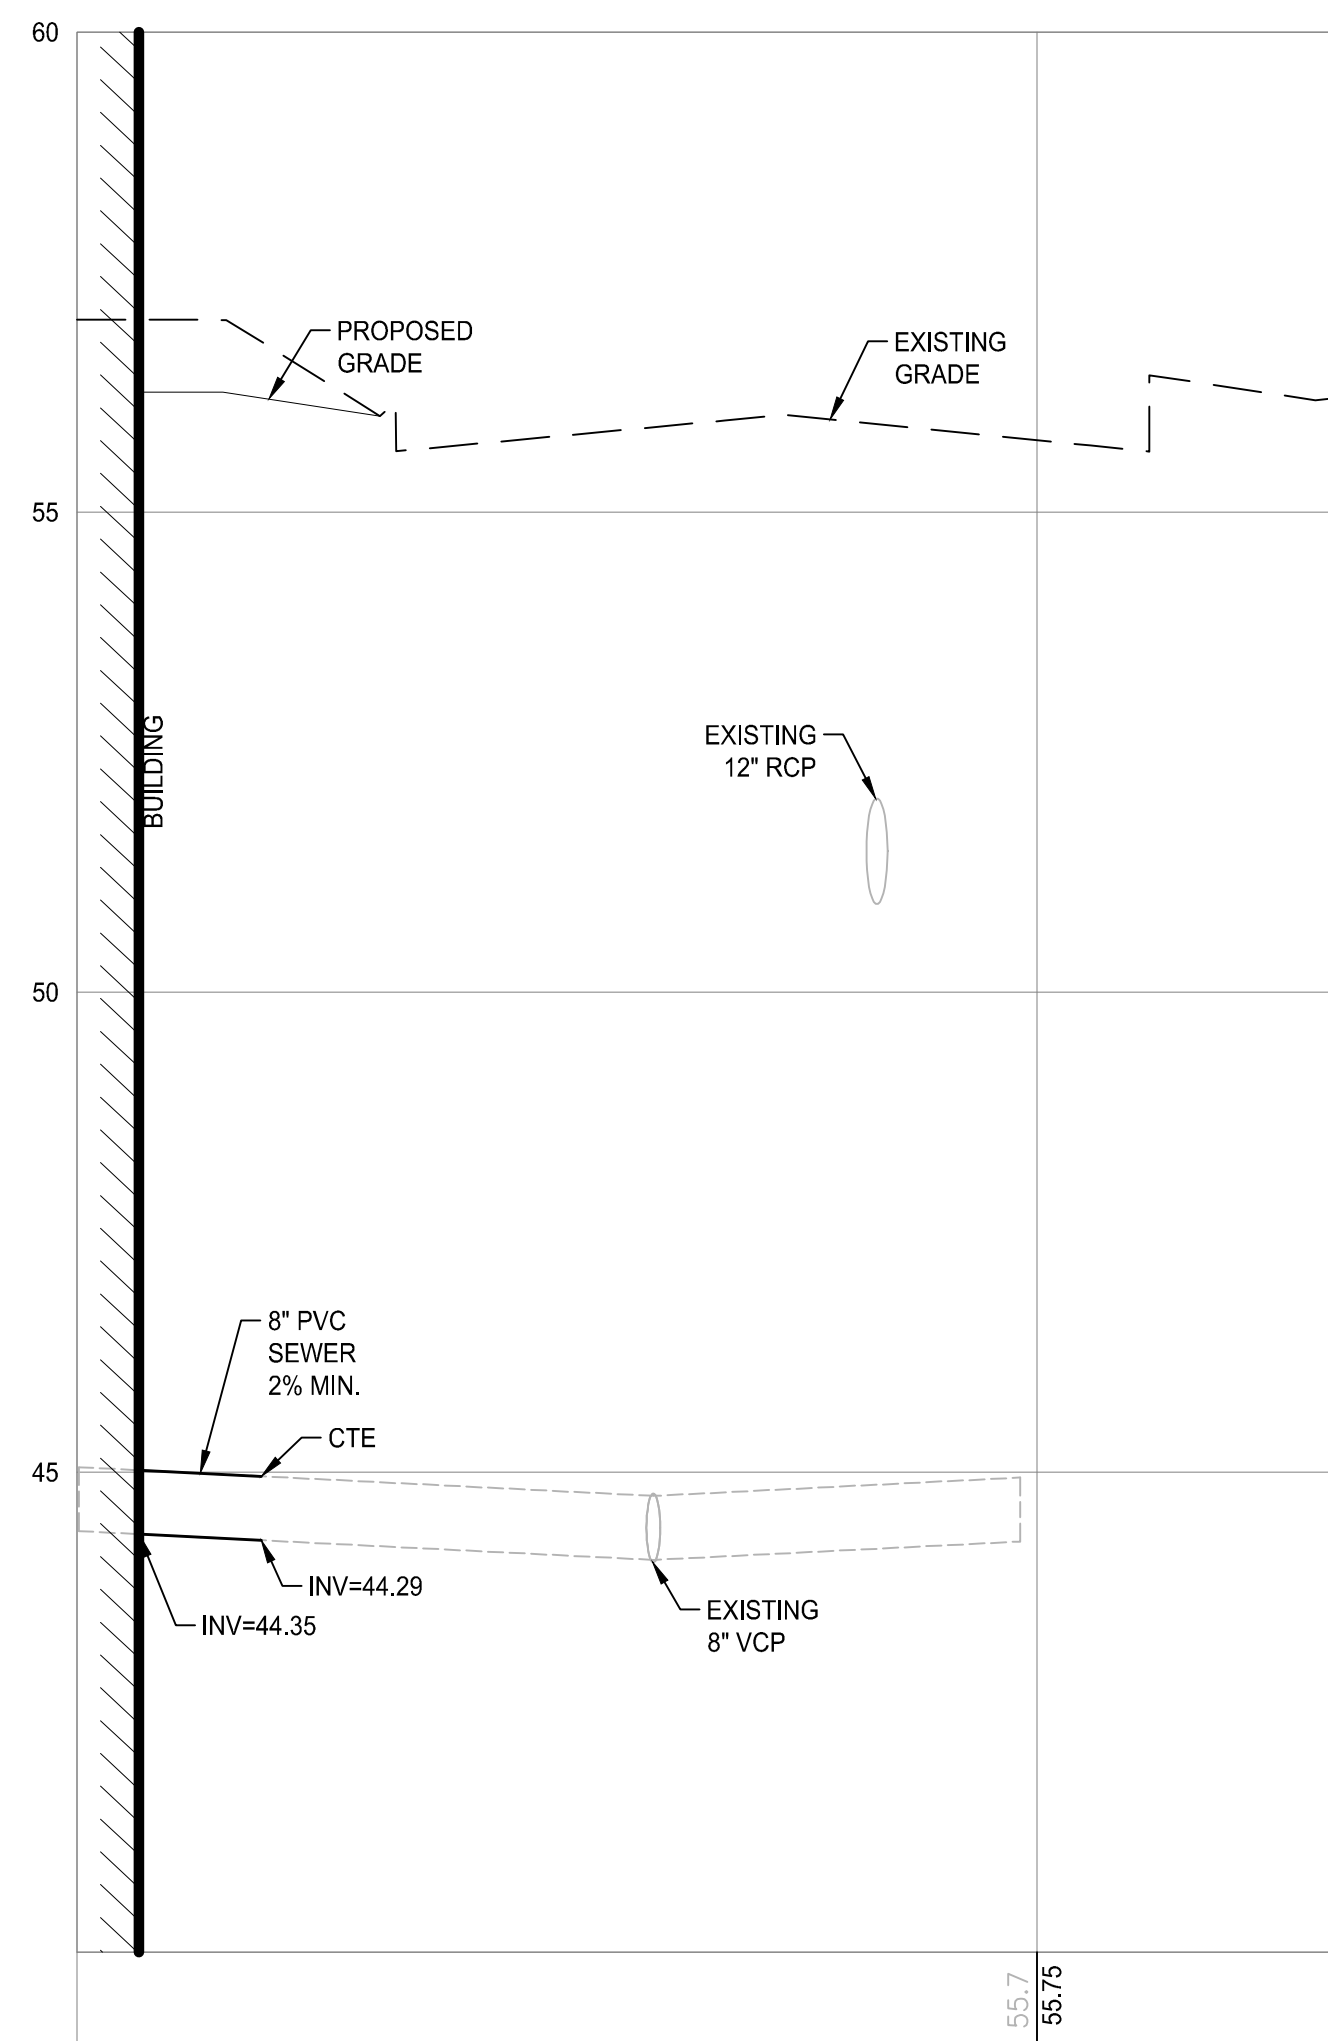 60
PROPOSED
GRADE
EXISTING
GRADE
55
BUILDING
EXISTING
12" RCP
50
8" PVC
SEWER
2% MIN.
CTE
45
INV=44.29
INV=44.35
EXISTING
8" VCP
55.7
55.75